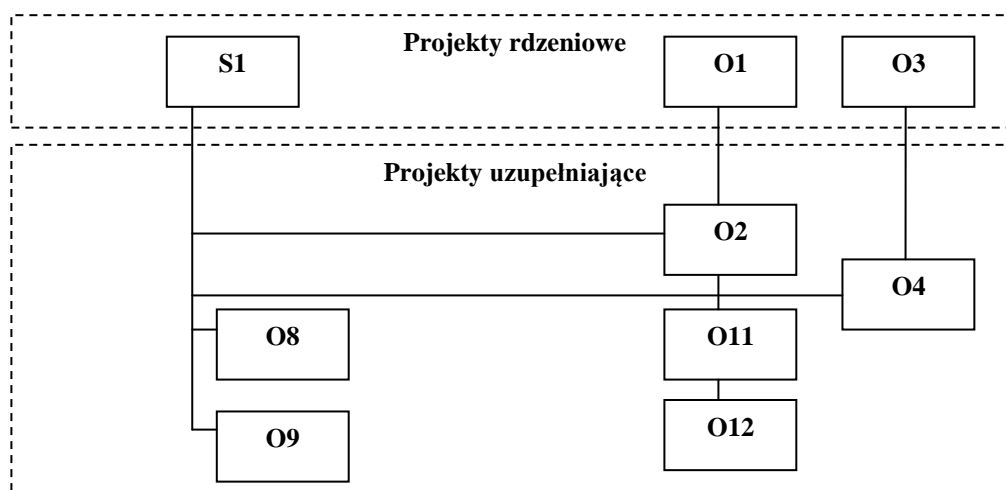 Projekty rdzeniowe
S1
O1
O3
Projekty uzupełniające
O2
O4
O8
O11
O9
O12